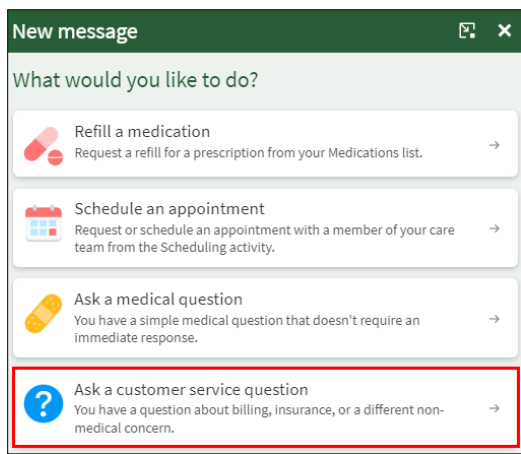 New message
What would you like to do?
Refill a medication
Request a refill for a prescription from your Medications list.
Schedule an appointment
Request or schedule an appointment with a member of your care
team from the Scheduling activity.
Ask a medical question
You have a simple medical question that doesn't require an
immediate response.
Ask a customer service question
You have a question about billing, insurance, or a different non-
medical concern.